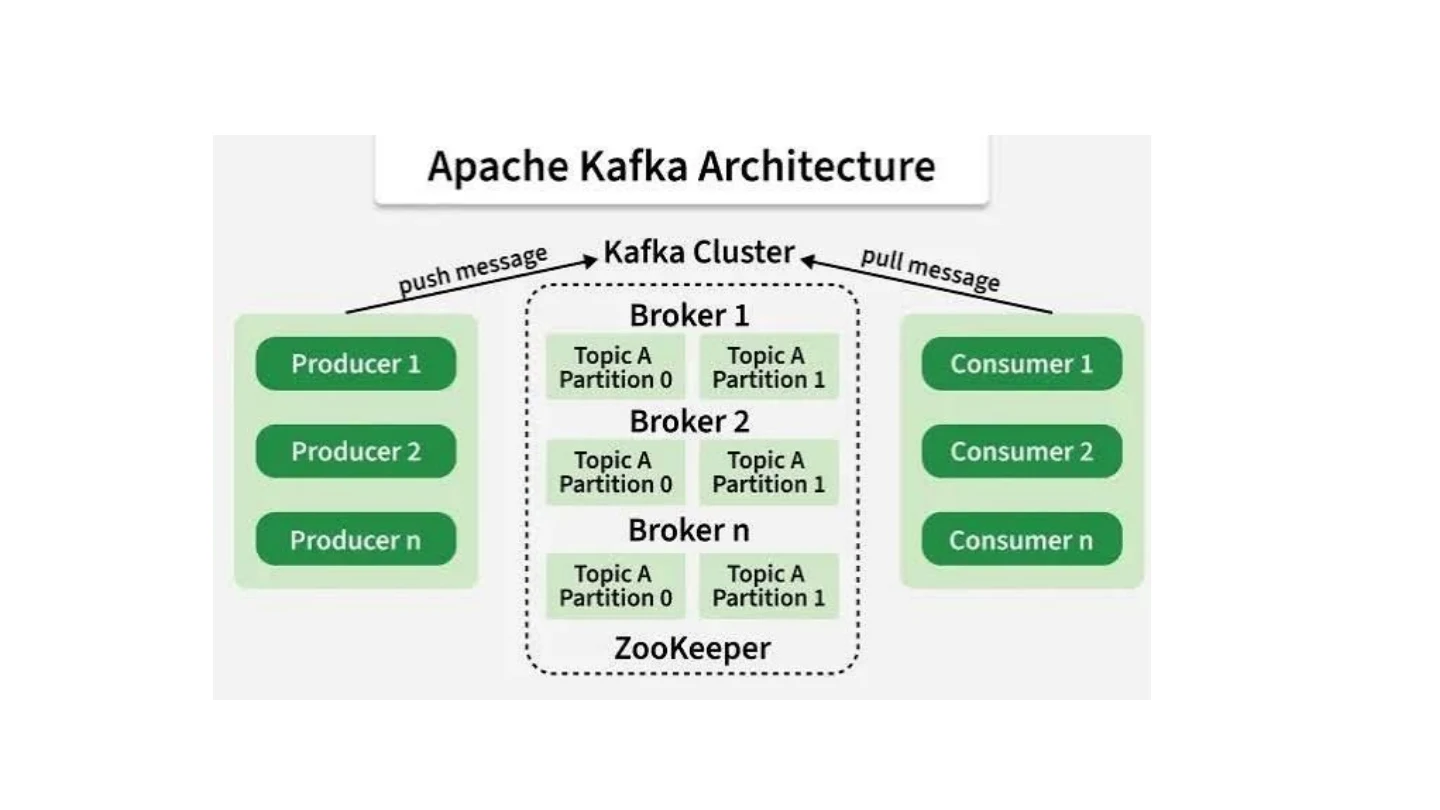 Apache Kafka Architecture
push message
Kafka Cluster
pull message
Producer 1
Producer 2
Producer n
Broker 1
Topic A
Partition 0
Topic A
Partition 1
Broker 2
Topic A
Partition 0
Topic A
Partition 1
Broker n
Topic A
Partition 0
Topic A
Partition 1
ZooKeeper
Consumer 1
Consumer 2
Consumer n